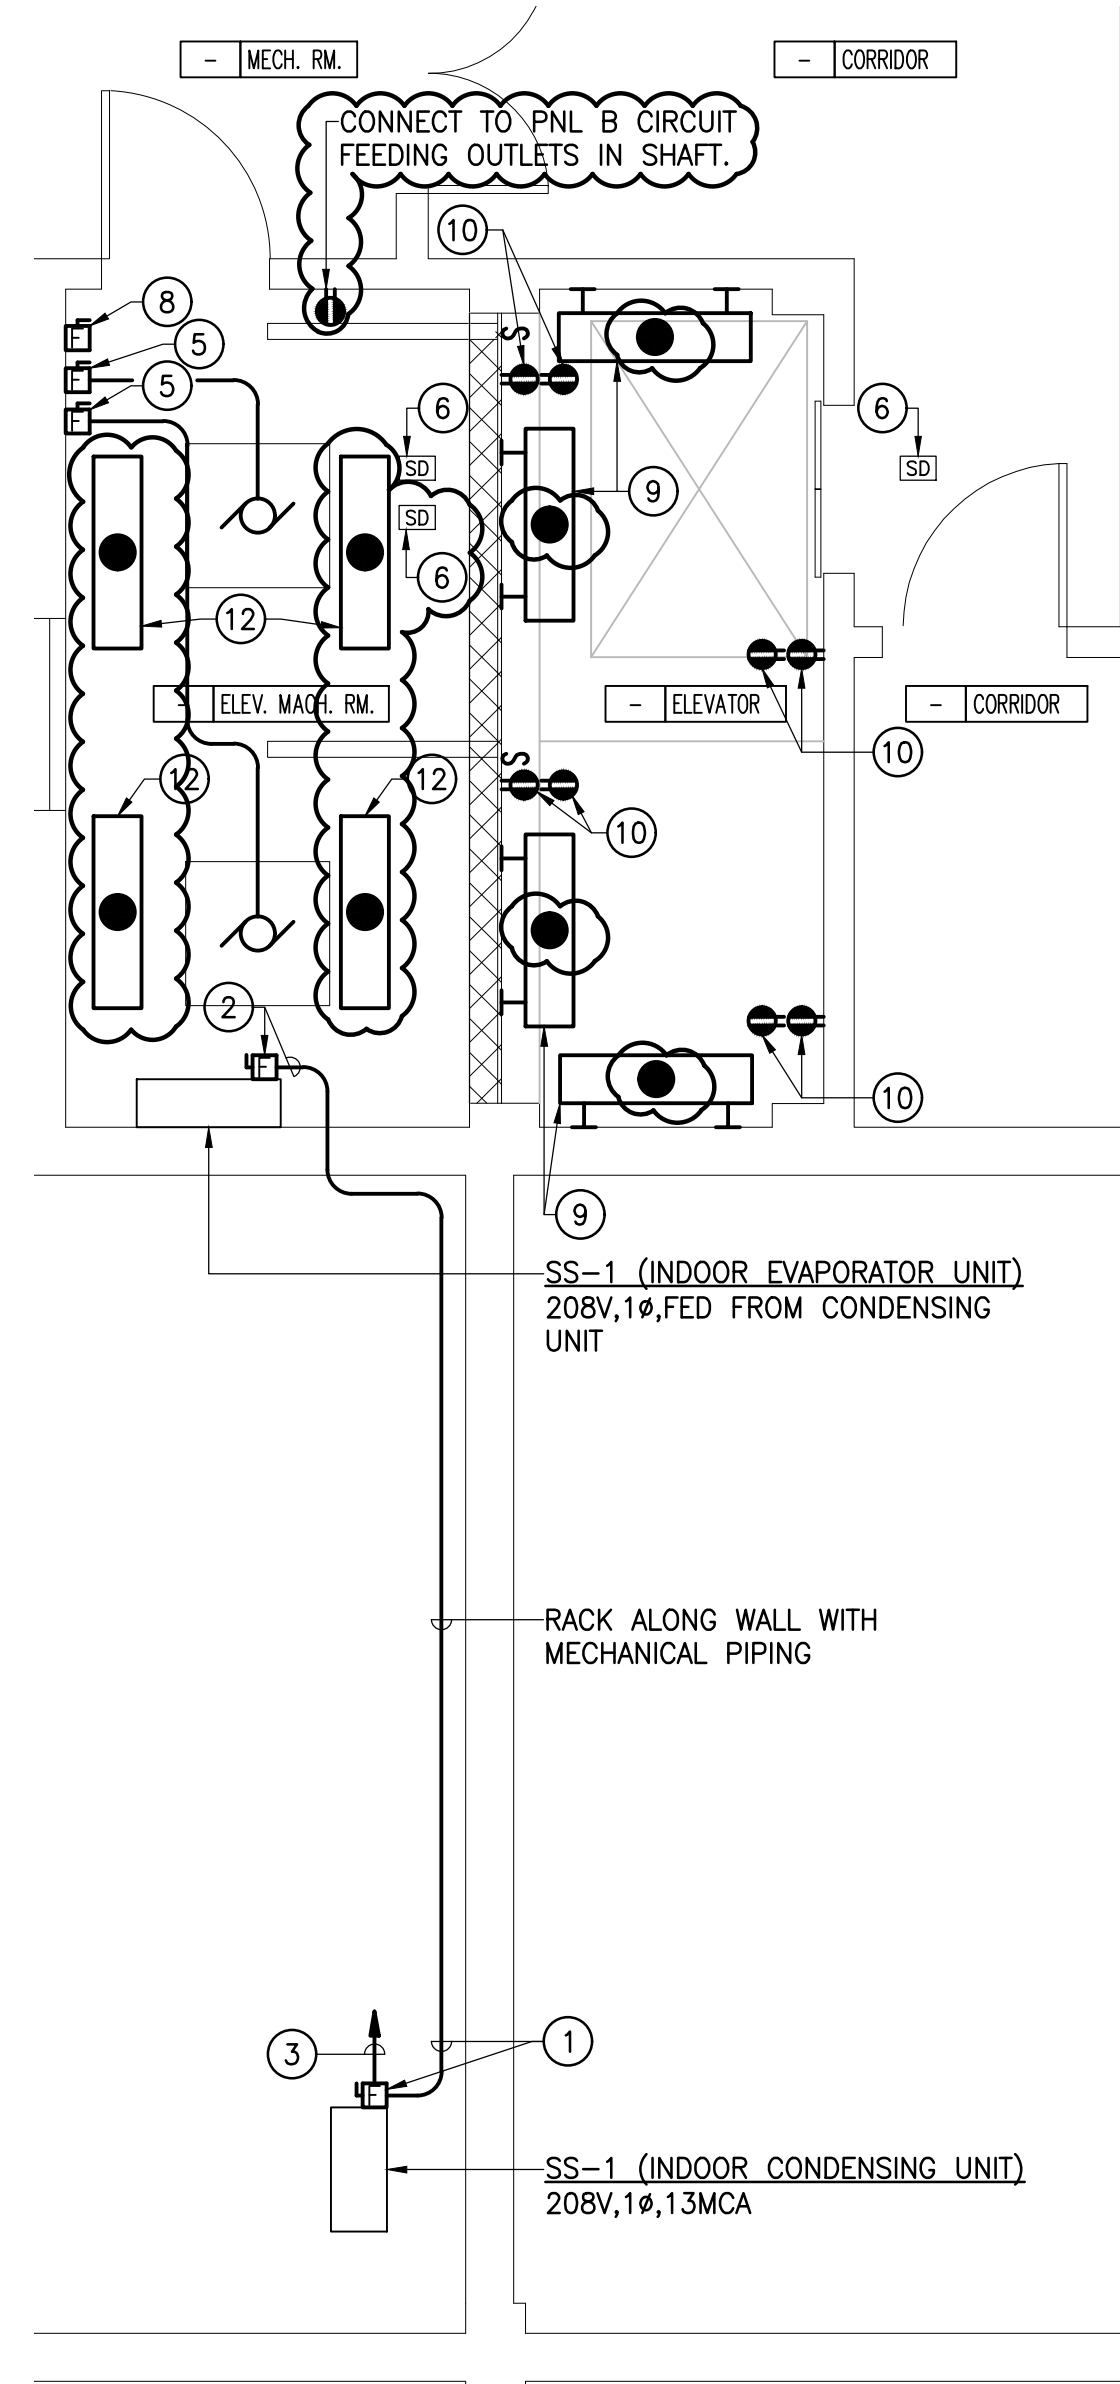 - MECH. RM.
- CORRIDOR
CONNECT TO PNL B CIRCUIT
FEEDING OUTLETS IN SHAFT.
10
8
5
5
6
SD
6
SD
9
SD
6
12
- ELEV. MACH. RM.
- ELEVATOR
- CORRIDOR
S
S
10
12
12
10
2
10
9
SS-1 (INDOOR EVAPORATOR UNIT)
208V,1ø,FED FROM CONDENSING
UNIT
RACK ALONG WALL WITH
MECHANICAL PIPING
3
1
SS-1 (INDOOR CONDENSING UNIT)
208V,1ø,13MCA